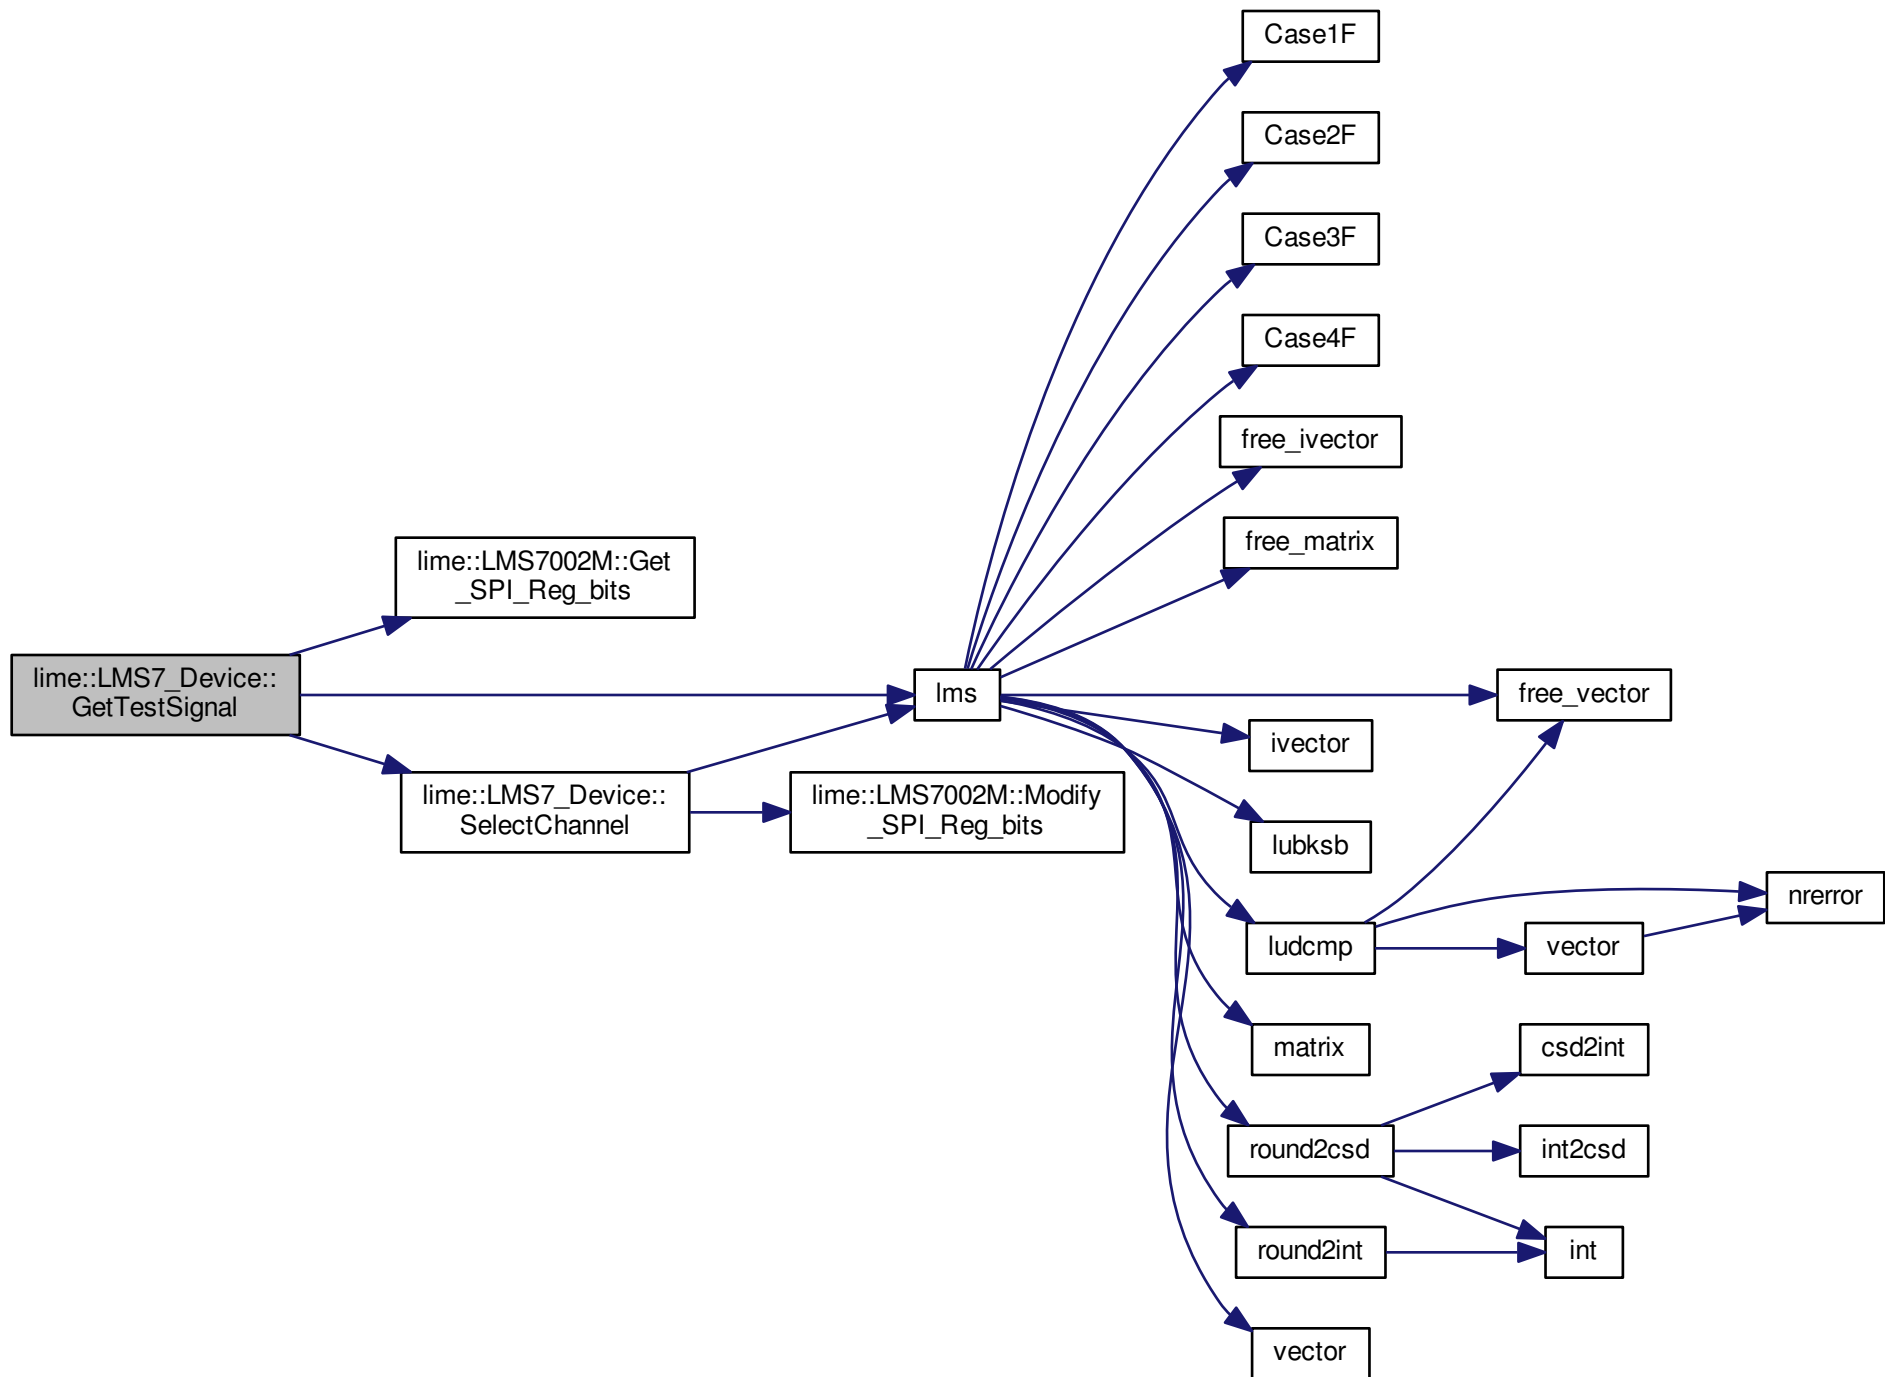 Case1F
Case2F
Case3F
Case4F
free_ivector
free_matrix
lime::LMS7002M::Get
_SPI_Reg_bits
lime::LMS7_Device::
GetTestSignal
lms
free_vector
ivector
lime::LMS7_Device::
SelectChannel
lime::LMS7002M::Modify
_SPI_Reg_bits
lubksb
nrerror
ludcmp
vector
matrix
csd2int
round2csd
int2csd
round2int
int
vector